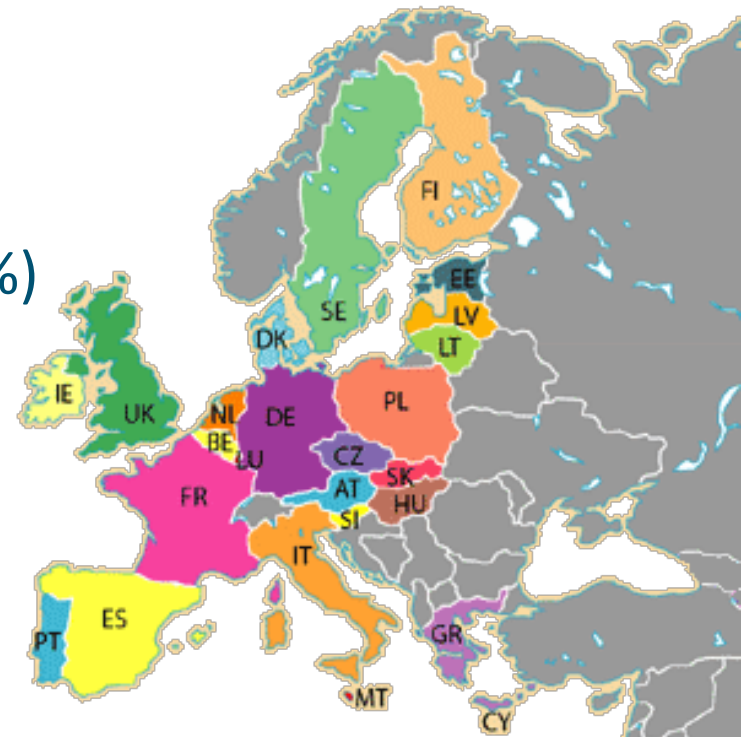 FI
%)
EE
SE
LV
DK
LT
IE
UK
NL
DE
PL
BE
LU
CZ
SK
AT
FR
HU
SI
IT
ES
PT
GR
MT
CY